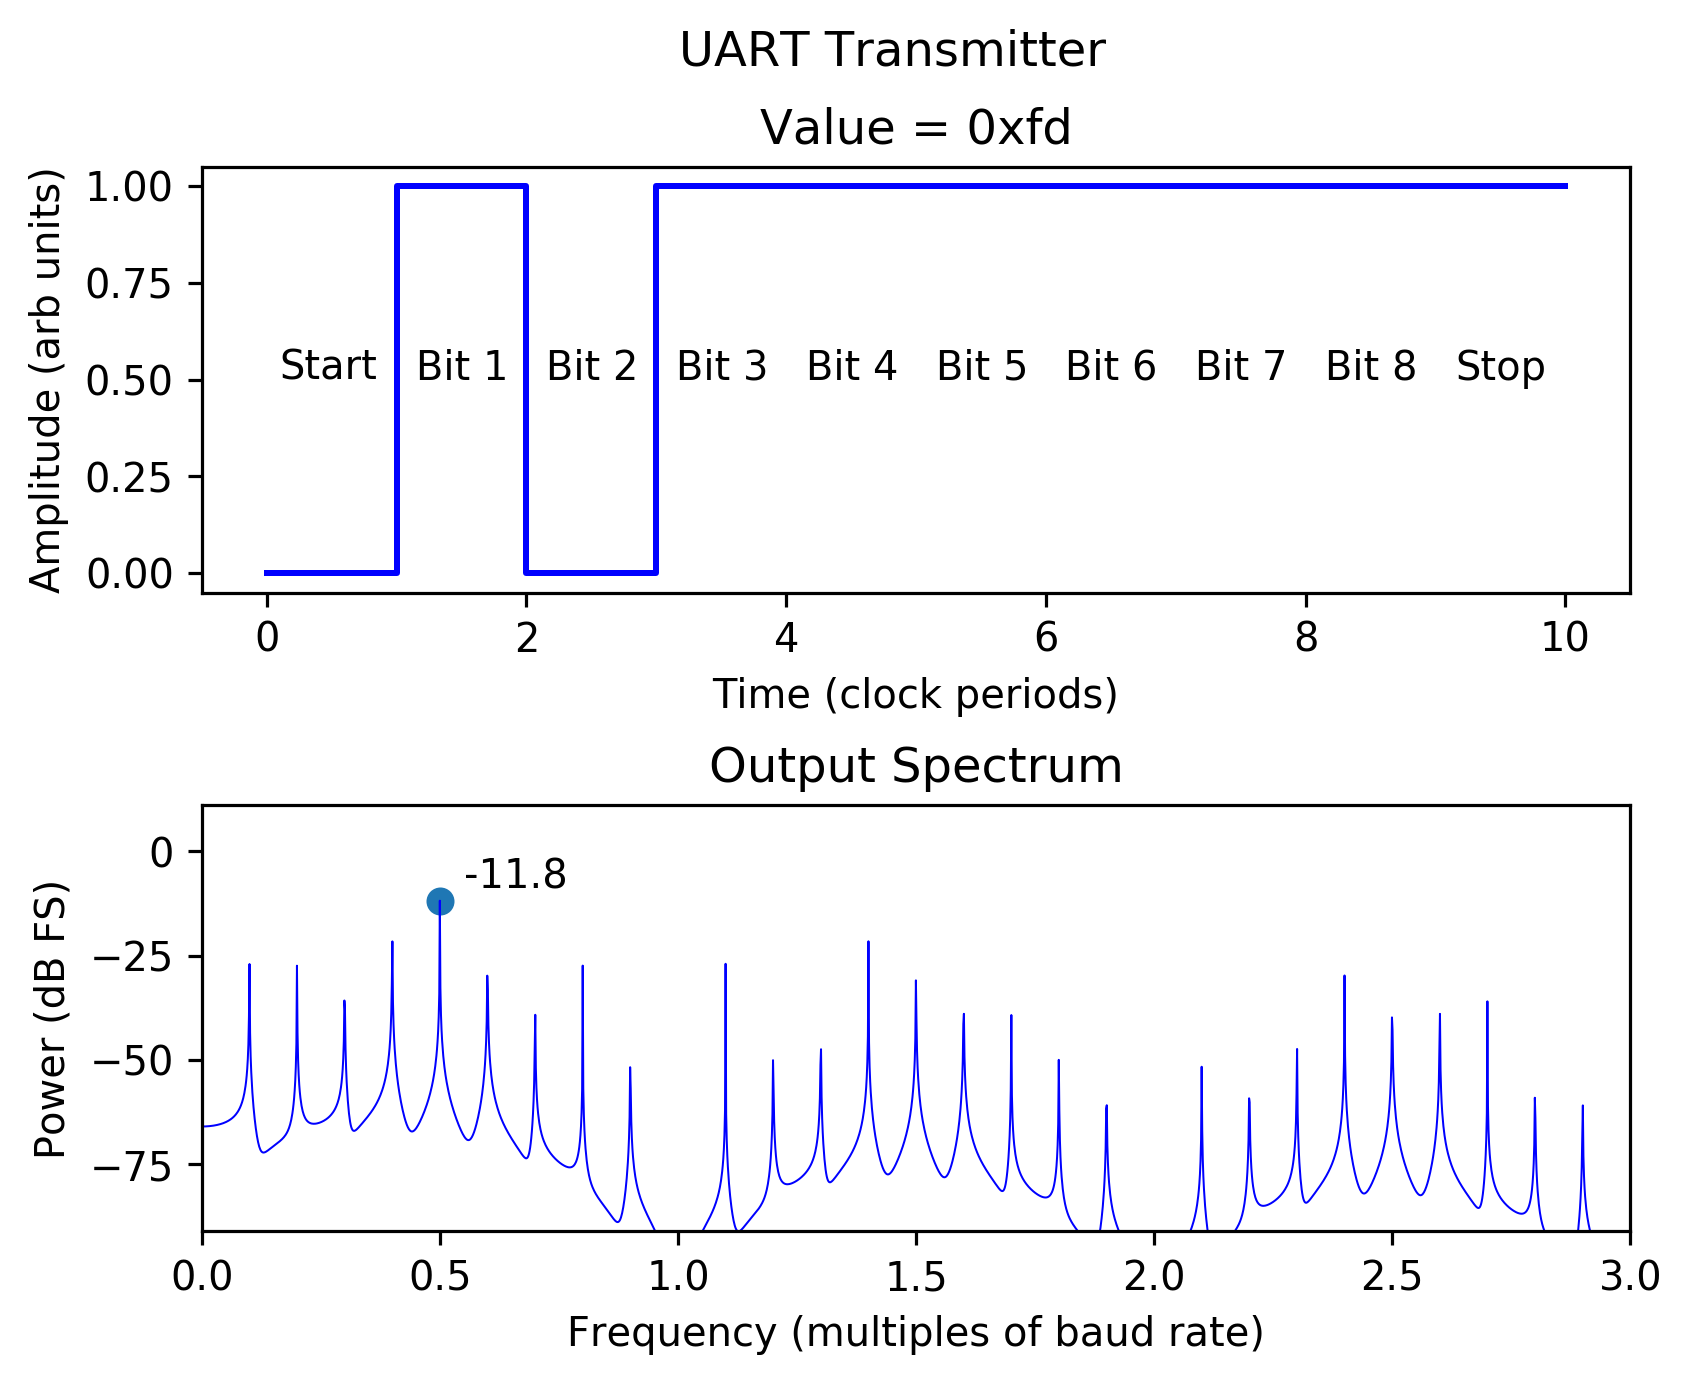 UART Transmitter
Value = 0xfd
Amplitude (arb units)
1.00
0.75
0.50
0.25
0.00
Start Bit 1 Bit 2 Bit 3 Bit 4 Bit 5 Bit 6 Bit 7 Bit 8 Stop
0 2 4 6 8 10
Time (clock periods)
Output Spectrum
Power (dB FS)
0
−25
−50
−75
-11.8
0.0 0.5 1.0 1.5 2.0 2.5 3.0
Frequency (multiples of baud rate)